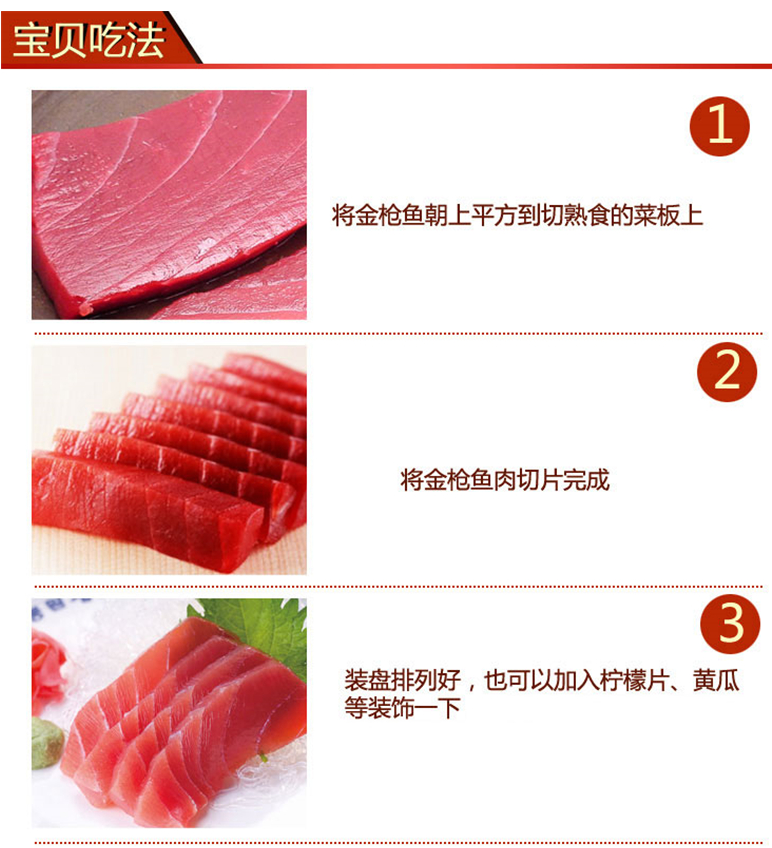 宝贝吃法
1
将金枪鱼朝上平方到切熟食的菜板上
2
将金枪鱼肉切片完成
3
装盘排列好，也可以加入柠檬片、黄瓜
等装饰一下